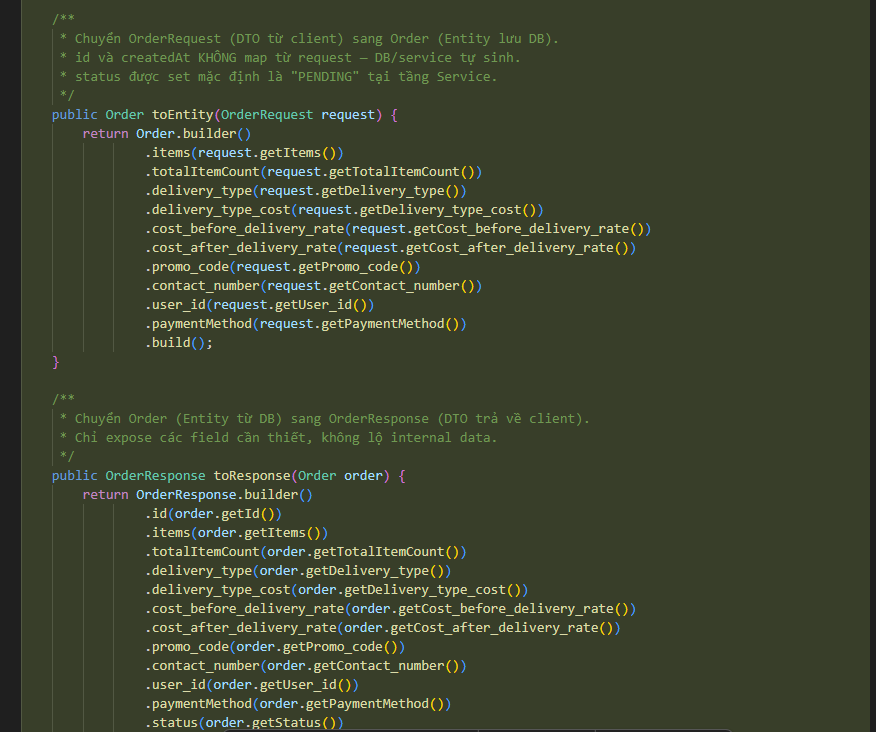 /**
* Chuyển OrderRequest (DTO từ client) sang Order (Entity lưu DB).
* id và createdAt KHÔNG map từ request — DB/service tự sinh.
* status được set mặc định là "PENDING" tại tầng Service.
*/
public Order toEntity(OrderRequest request) {
return Order.builder()
.items(request.getItems())
.totalItemCount(request.getTotalItemCount())
.delivery_type(request.getDelivery_type())
.delivery_type_cost(request.getDelivery_type_cost())
.cost_before_delivery_rate(request.getCost_before_delivery_rate())
.cost_after_delivery_rate(request.getCost_after_delivery_rate())
.promo_code(request.getPromo_code())
.contact_number(request.getContact_number())
.user_id(request.getUser_id())
.paymentMethod(request.getPaymentMethod())
.build();
}
/**
* Chuyển Order (Entity từ DB) sang OrderResponse (DTO trả về client).
* Chỉ expose các field cần thiết, không lộ internal data.
*/
public OrderResponse toResponse(Order order) {
return OrderResponse.builder()
.id(order.getId())
.items(order.getItems())
.totalItemCount(order.getTotalItemCount())
.delivery_type(order.getDelivery_type())
.delivery_type_cost(order.getDelivery_type_cost())
.cost_before_delivery_rate(order.getCost_before_delivery_rate())
.cost_after_delivery_rate(order.getCost_after_delivery_rate())
.promo_code(order.getPromo_code())
.contact_number(order.getContact_number())
.user_id(order.getUser_id())
.paymentMethod(order.getPaymentMethod())
.status(order.getStatus())